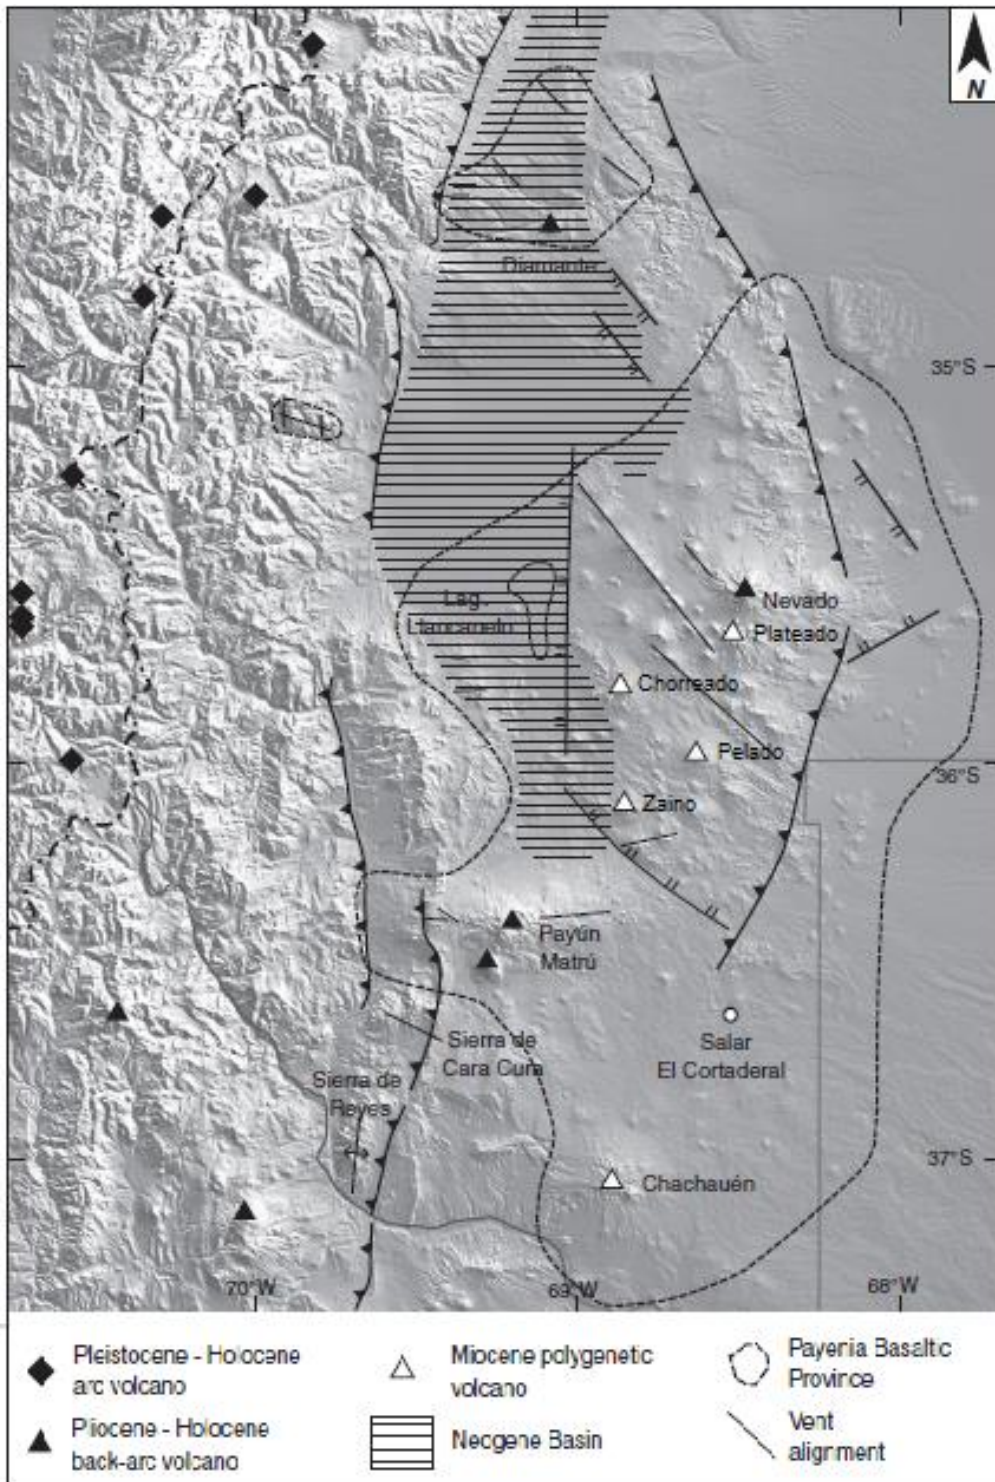 N
Diamante
35°S
Lag.
Llancanelo
Nevado
Plateado
Chorreado
Pelado
36°S
Zaino
Payún
Matrú
Salar
El Cortaderal
Sierra de
Cara Cura
Sierra de
Reyes
37°S
Chachauén
70°W
69°W
68°W
Pleistocene - Holocene
arc volcano
Miocene polygenetic
volcano
Payenia Basaltic
Province
Pliocene - Holocene
back-arc volcano
Neogene Basin
Vent
alignment